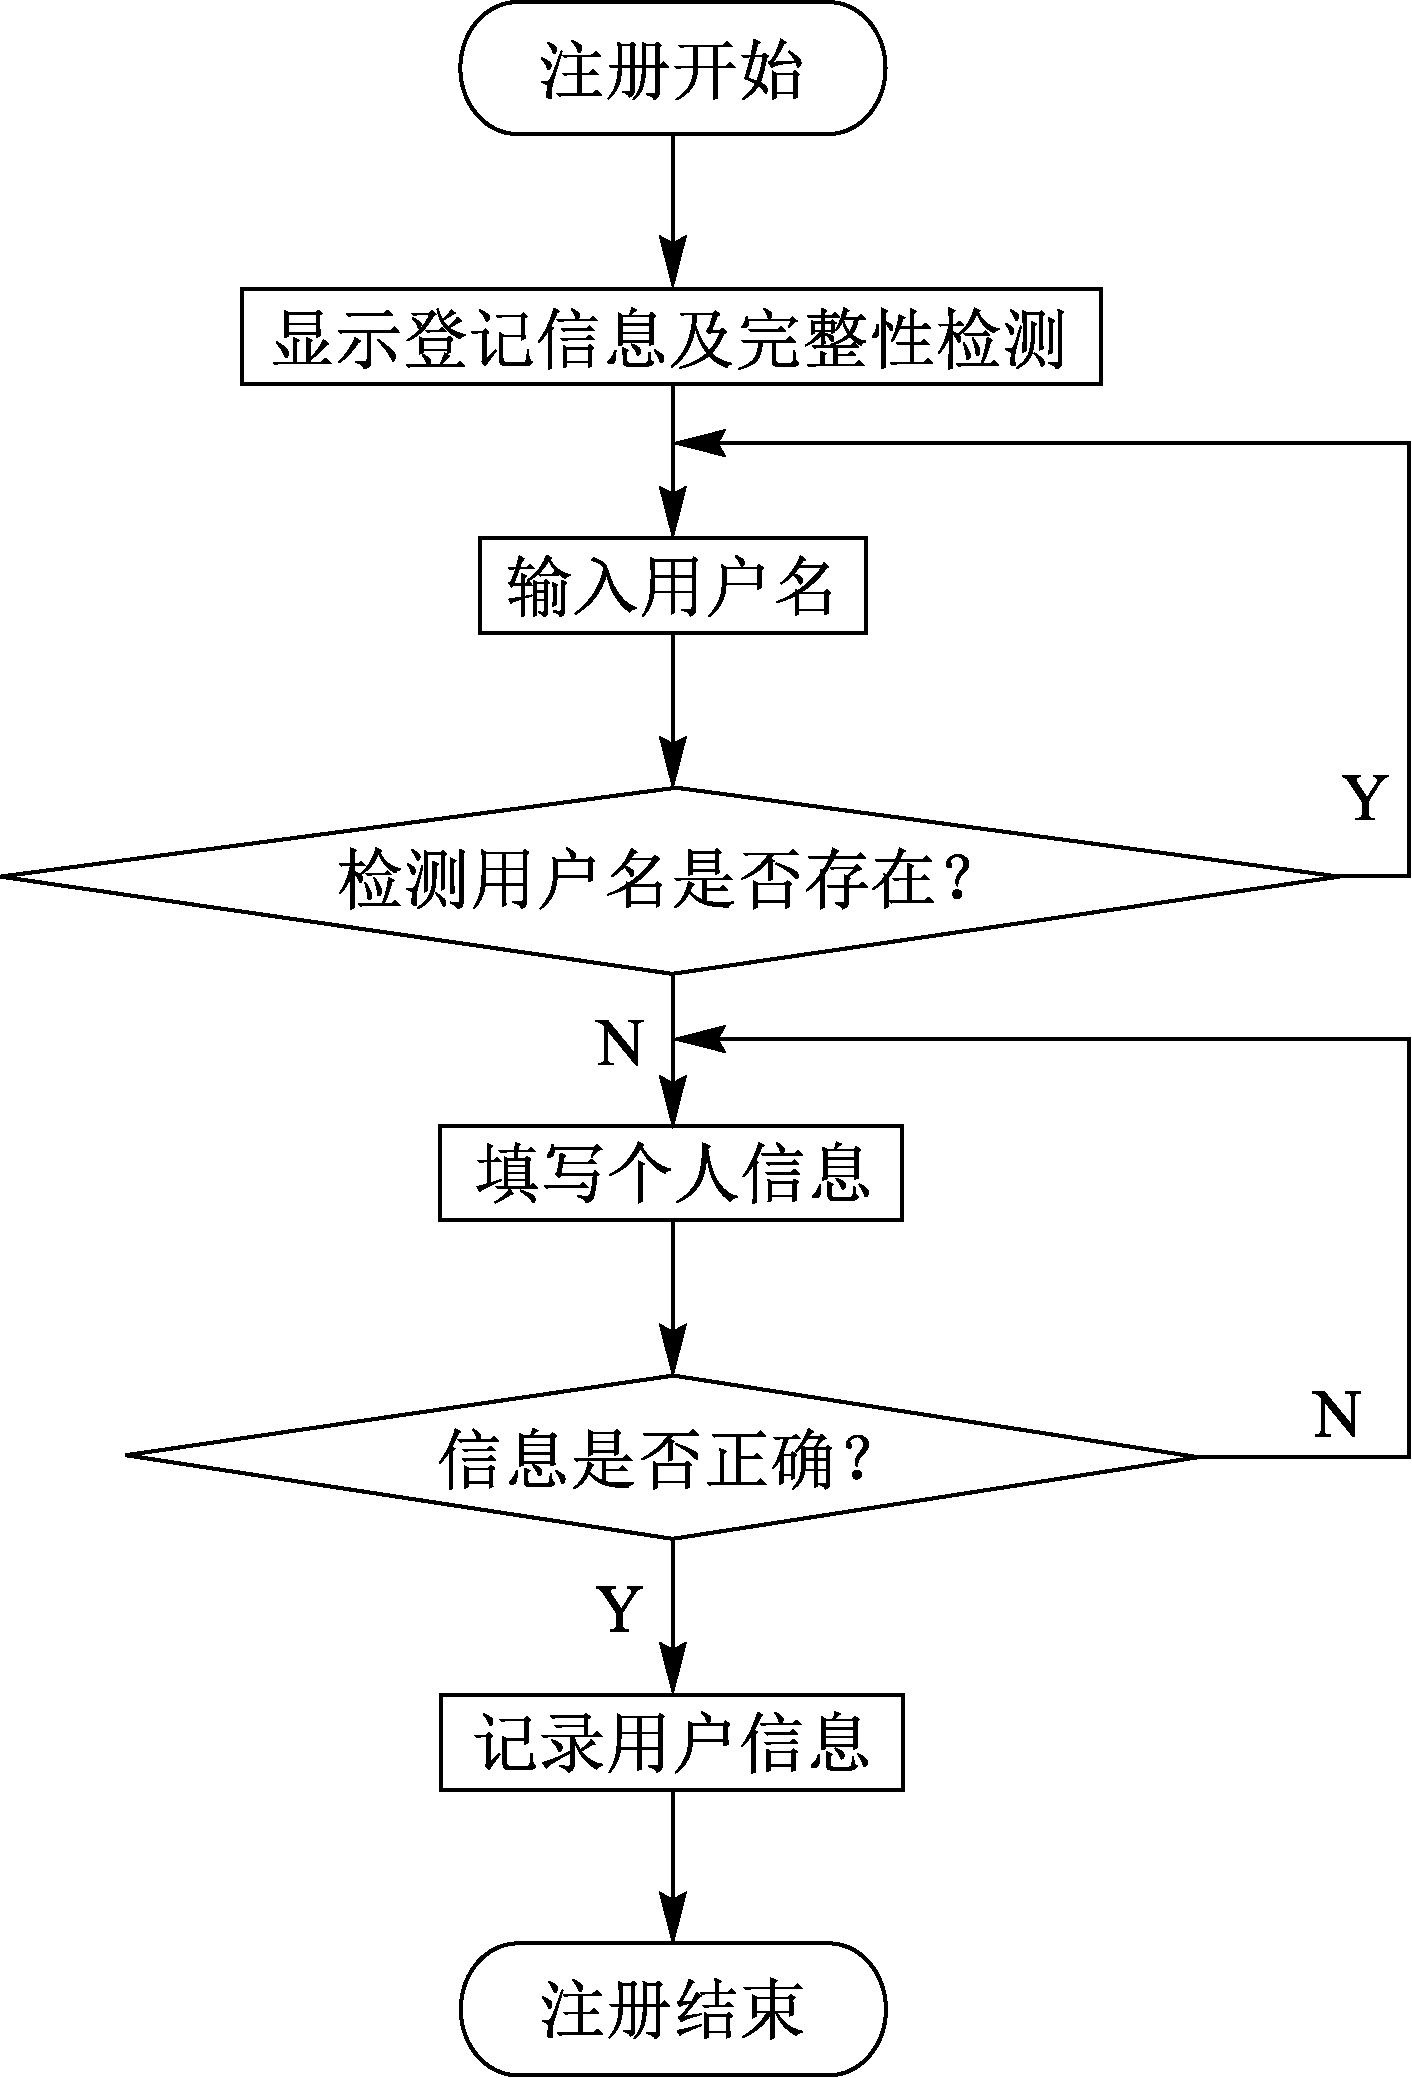 注册开始
显示登记信息及完整性检测
输入用户名
Y
检测用户名是否存在？
N
填写个人信息
N
信息是否正确？
Y
记录用户信息
注册结束